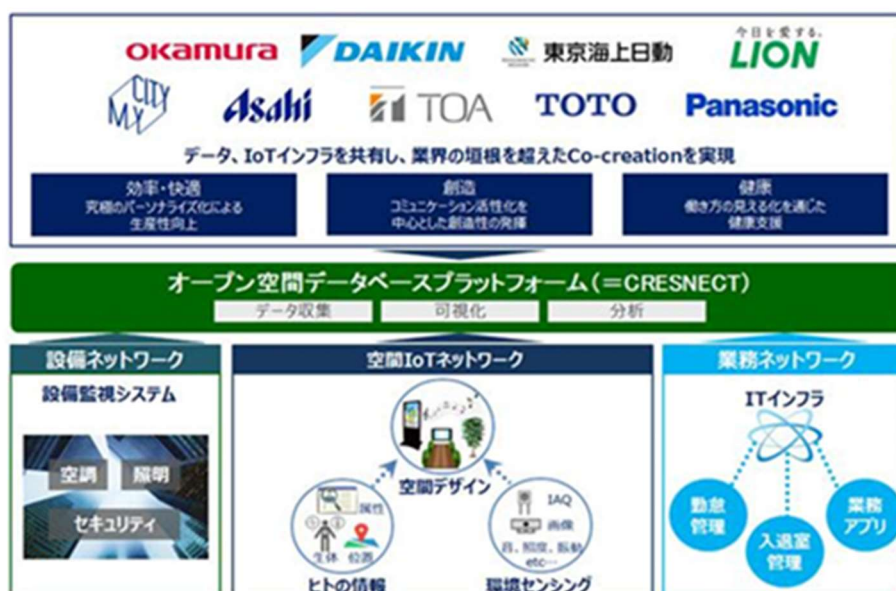 OKAMURA
DAIKIN
東京海上日動
今日を愛する。
LION
MY CITY
Asahi
TOA
TOTO
Panasonic
データ、IoTインフラを共有し、業界の垣根を超えたCo-creationを実現
効率・快適
究極のパーソナライズ化による
生産性向上
創造
コミュニケーション活性化を
中心とした創造性の発揮
健康
働き方の見える化を通じた
健康支援
オープン空間データベースプラットフォーム(=CRESNECT)
データ収集
可視化
分析
設備ネットワーク
設備監視システム
空調
照明
セキュリティ
空間IoTネットワーク
空間デザイン
属性
生体
位置
ヒトの情報
IAQ
画像
音、照度、振動
etc…
環境センシング
業務ネットワーク
ITインフラ
勤怠
管理
入退室
管理
業務
アプリ